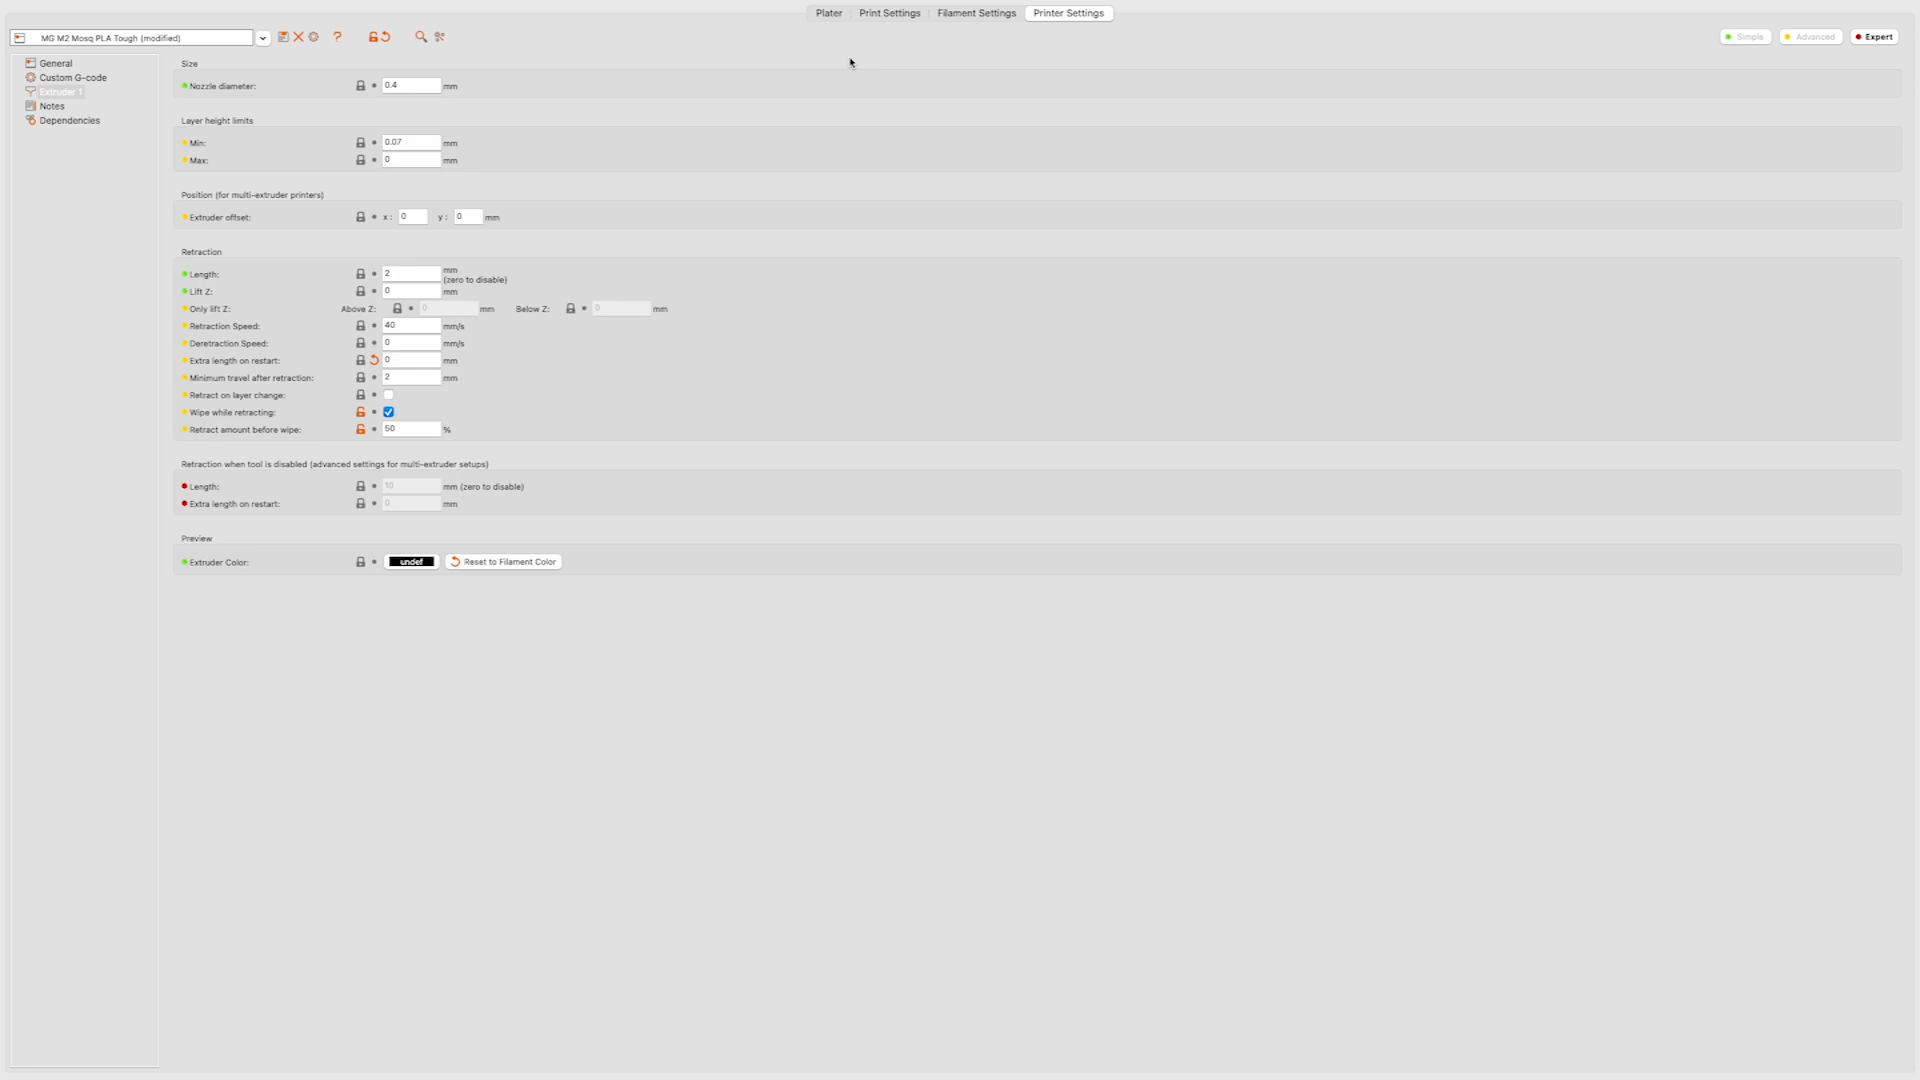 Plater Print Settings Filament Settings Printer Settings
MG M2 Mosq PLA Tough (modified) ? Simple Advanced Expert
General
Custom G-code
Extruder 1
Notes
Dependencies
Size
Nozzle diameter: 0.4 mm
Layer height limits
Min: 0.07 mm
Max: 0 mm
Position (for multi-extruder printers)
Extruder offset: x: 0 y: 0 mm
Retraction
Length: 2 mm
(zero to disable)
Lift Z: 0 mm
Only lift Z: Above Z: 0 mm Below Z: 0 mm
Retraction Speed: 40 mm/s
Deretraction Speed: 0 mm/s
Extra length on restart: 0 mm
Minimum travel after retraction: 2 mm
Retract on layer change:
Wipe while retracting:
Retract amount before wipe: 50 %
Retraction when tool is disabled (advanced settings for multi-extruder setups)
Length: 10 mm (zero to disable)
Extra length on restart: 0 mm
Preview
Extruder Color: undef Reset to Filament Color